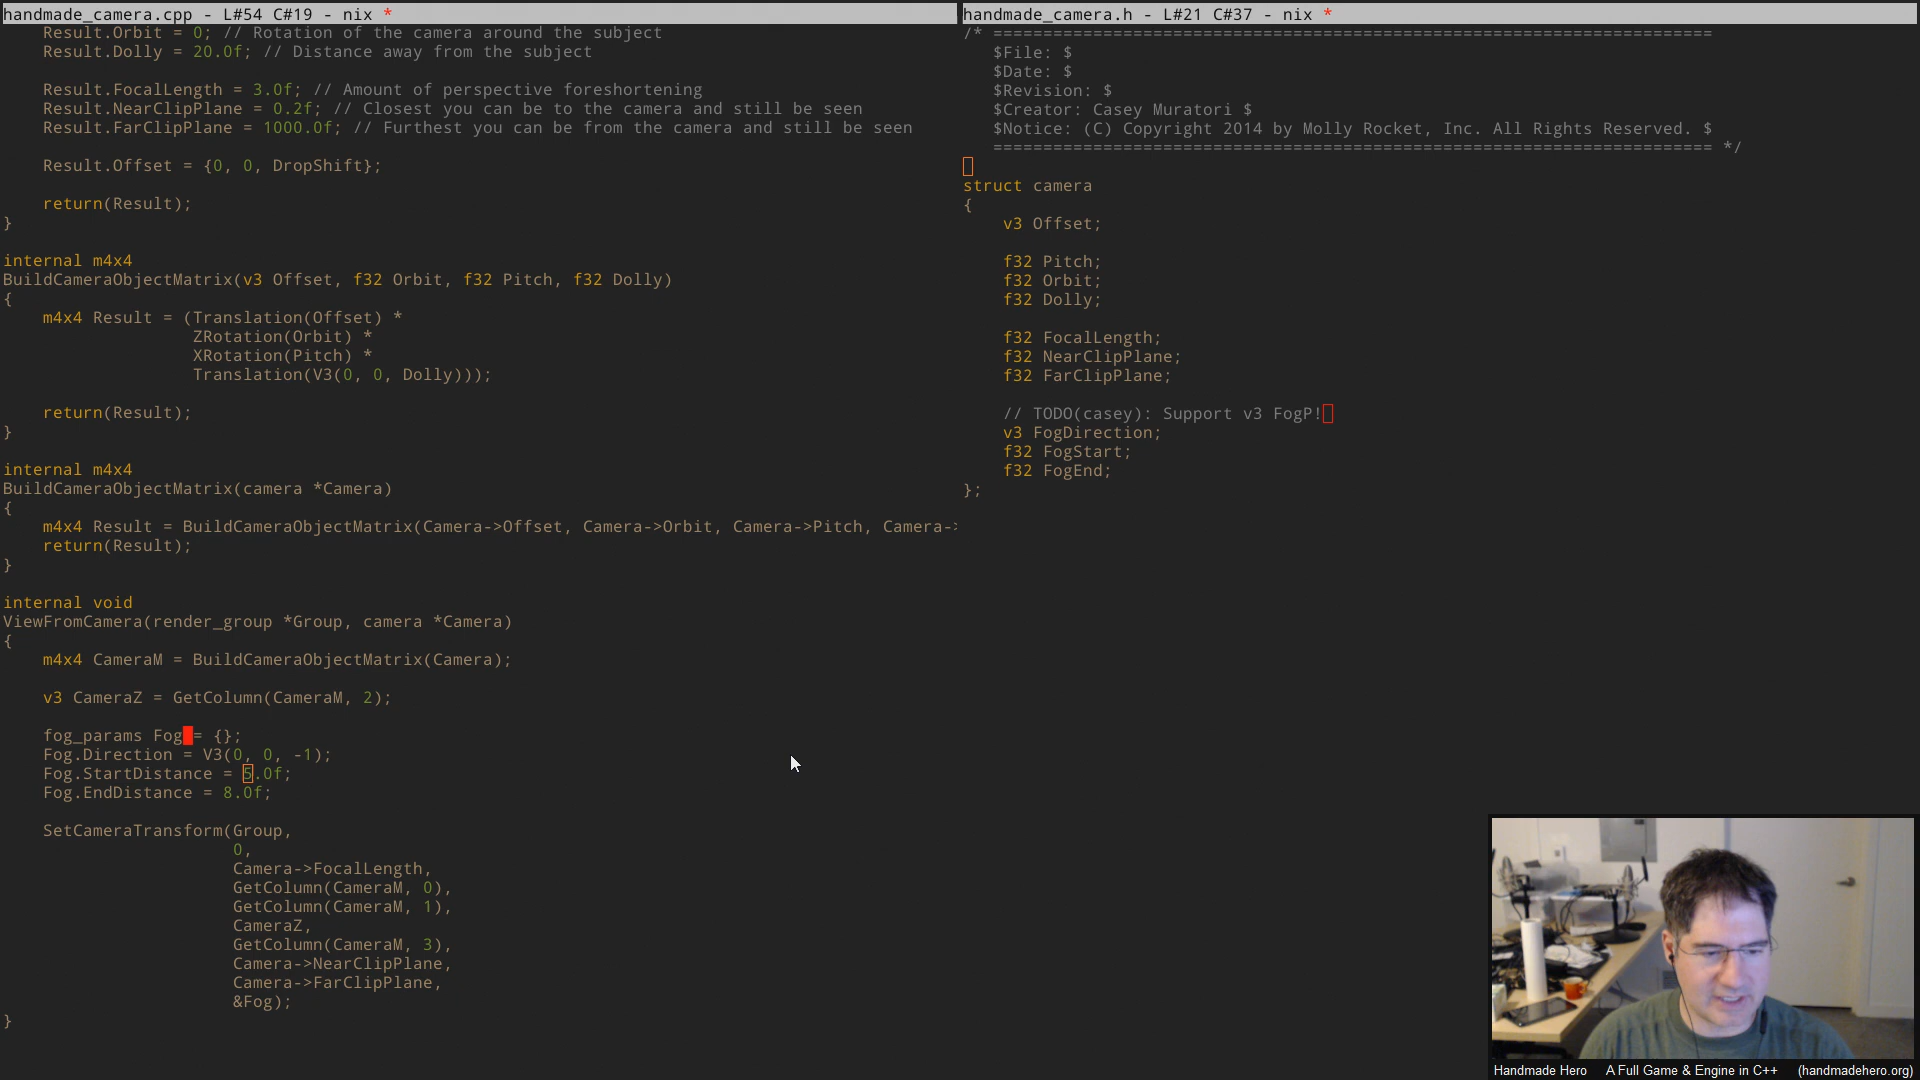 handmade_camera.cpp - L#54 C#19 - nix *
    Result.Orbit = 0; // Rotation of the camera around the subject
    Result.Dolly = 20.0f; // Distance away from the subject

    Result.FocalLength = 3.0f; // Amount of perspective foreshortening
    Result.NearClipPlane = 0.2f; // Closest you can be to the camera and still be seen
    Result.FarClipPlane = 1000.0f; // Furthest you can be from the camera and still be seen

    Result.Offset = {0, 0, DropShift};

    return(Result);
}

internal m4x4
BuildCameraObjectMatrix(v3 Offset, f32 Orbit, f32 Pitch, f32 Dolly)
{
    m4x4 Result = (Translation(Offset) *
                   ZRotation(Orbit) *
                   XRotation(Pitch) *
                   Translation(V3(0, 0, Dolly)));

    return(Result);
}

internal m4x4
BuildCameraObjectMatrix(camera *Camera)
{
    m4x4 Result = BuildCameraObjectMatrix(Camera->Offset, Camera->Orbit, Camera->Pitch, Camera->
    return(Result);
}

internal void
ViewFromCamera(render_group *Group, camera *Camera)
{
    m4x4 CameraM = BuildCameraObjectMatrix(Camera);

    v3 CameraZ = GetColumn(CameraM, 2);

    fog_params Fog = {};
    Fog.Direction = V3(0, 0, -1);
    Fog.StartDistance = 5.0f;
    Fog.EndDistance = 8.0f;

    SetCameraTransform(Group,
                       0,
                       Camera->FocalLength,
                       GetColumn(CameraM, 0),
                       GetColumn(CameraM, 1),
                       CameraZ,
                       GetColumn(CameraM, 3),
                       Camera->NearClipPlane,
                       Camera->FarClipPlane,
                       &Fog);
}
handmade_camera.h - L#21 C#37 - nix *
/* ========================================================================
   $File: $
   $Date: $
   $Revision: $
   $Creator: Casey Muratori $
   $Notice: (C) Copyright 2014 by Molly Rocket, Inc. All Rights Reserved. $
   ======================================================================== */

struct camera
{
    v3 Offset;

    f32 Pitch;
    f32 Orbit;
    f32 Dolly;

    f32 FocalLength;
    f32 NearClipPlane;
    f32 FarClipPlane;

    // TODO(casey): Support v3 FogP!
    v3 FogDirection;
    f32 FogStart;
    f32 FogEnd;
};
Handmade Hero A Full Game & Engine in C++ (handmadehero.org)